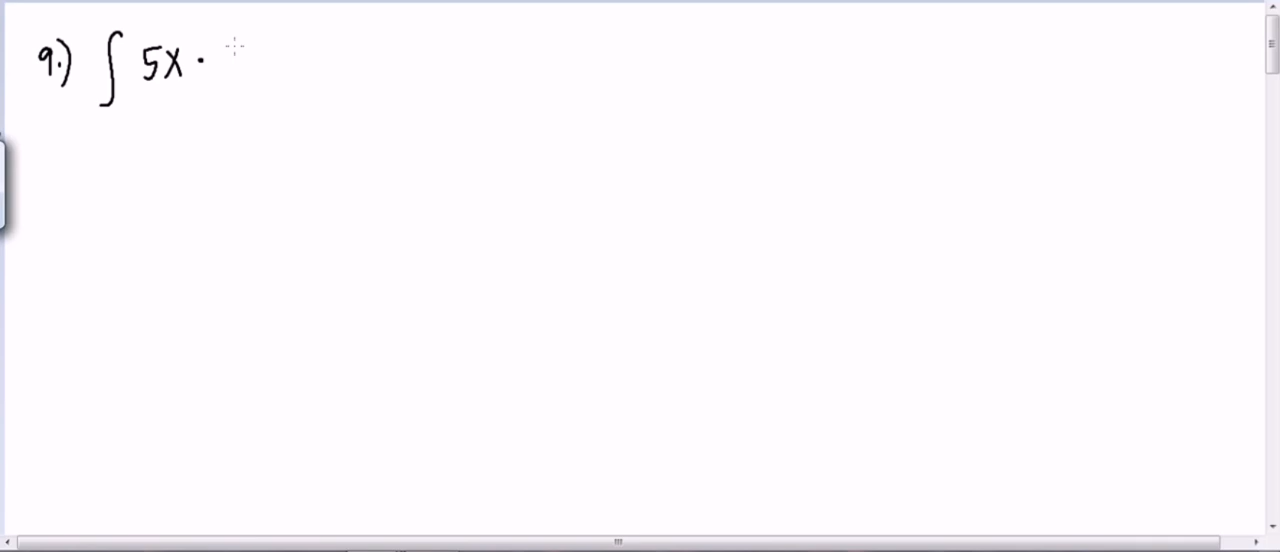 9.) ∫ 5x ·